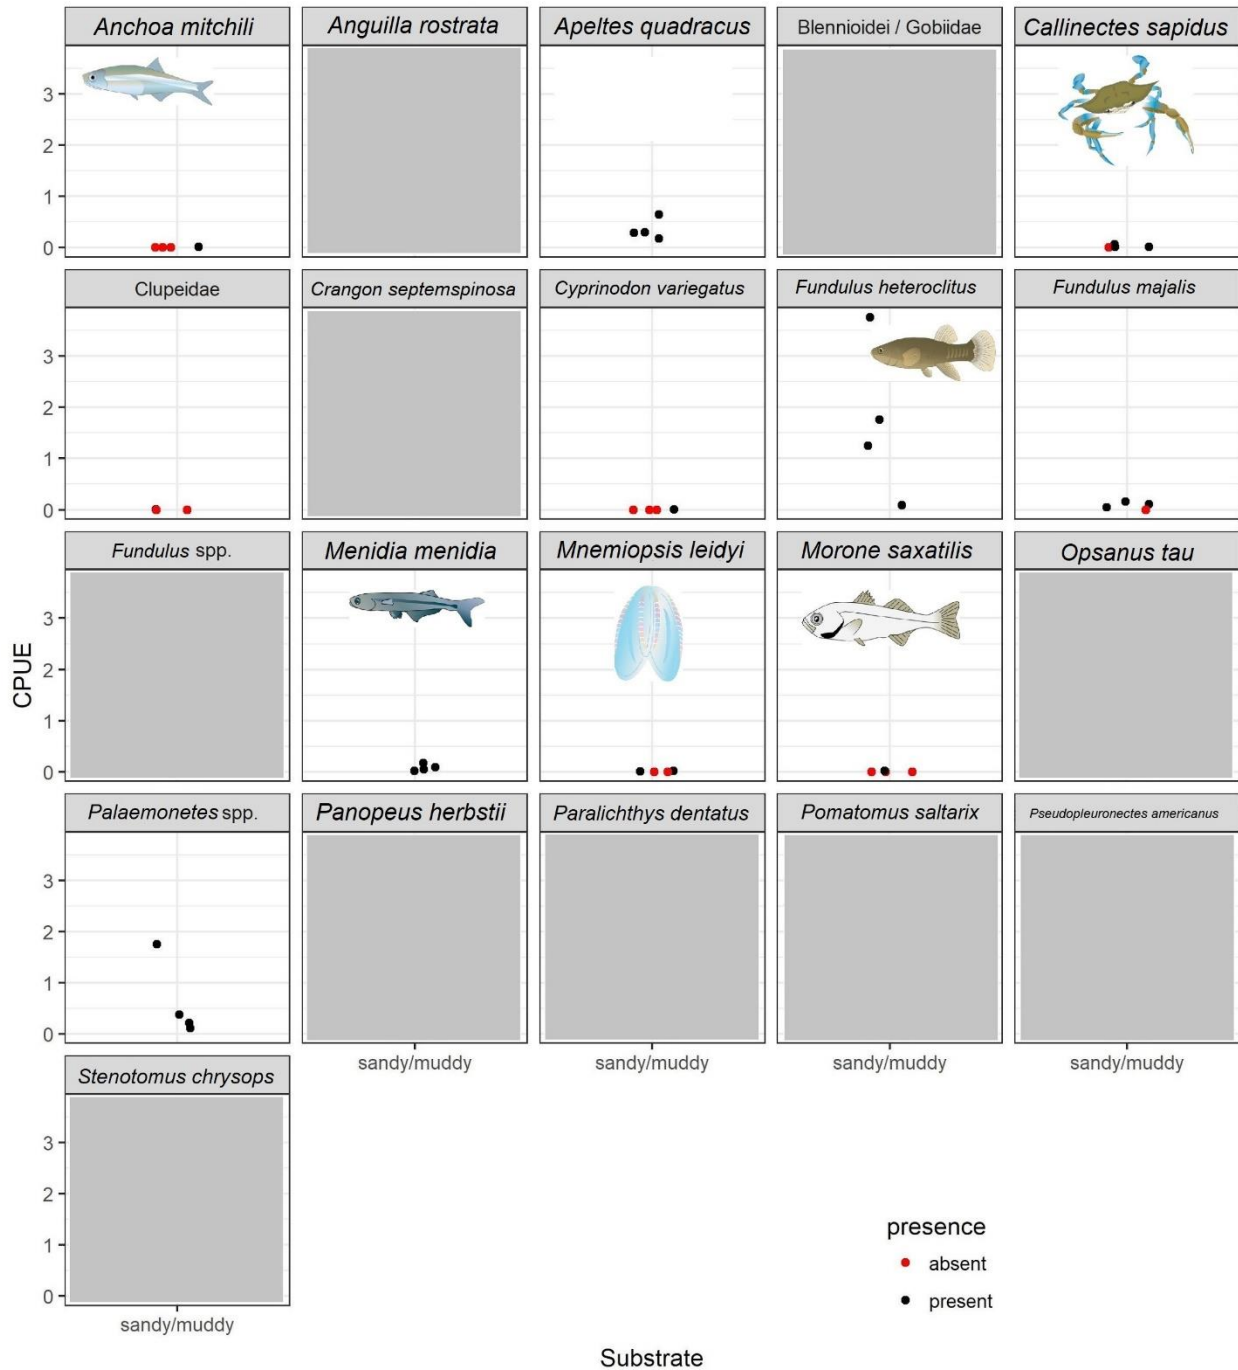 Anchoa mitchili
Anguilla rostrata
Apeltes quadracus
Blennioidei / Gobiidae
Callinectes sapidus
3
2
1
0
Clupeidae
Crangon septemspinosa
Cyprinodon variegatus
Fundulus heteroclitus
Fundulus majalis
3
2
1
0
Fundulus spp.
Menidia menidia
Mnemiopsis leidyi
Morone saxatilis
Opsanus tau
3
2
1
0
CPUE
Palaemonetes spp.
Panopeus herbstii
Paralichthys dentatus
Pomatomus saltarix
Pseudopleuronectes americanus
3
2
1
0
sandy/muddy
sandy/muddy
sandy/muddy
sandy/muddy
Stenotomus chrysops
3
2
1
0
sandy/muddy
presence
absent
present
Substrate